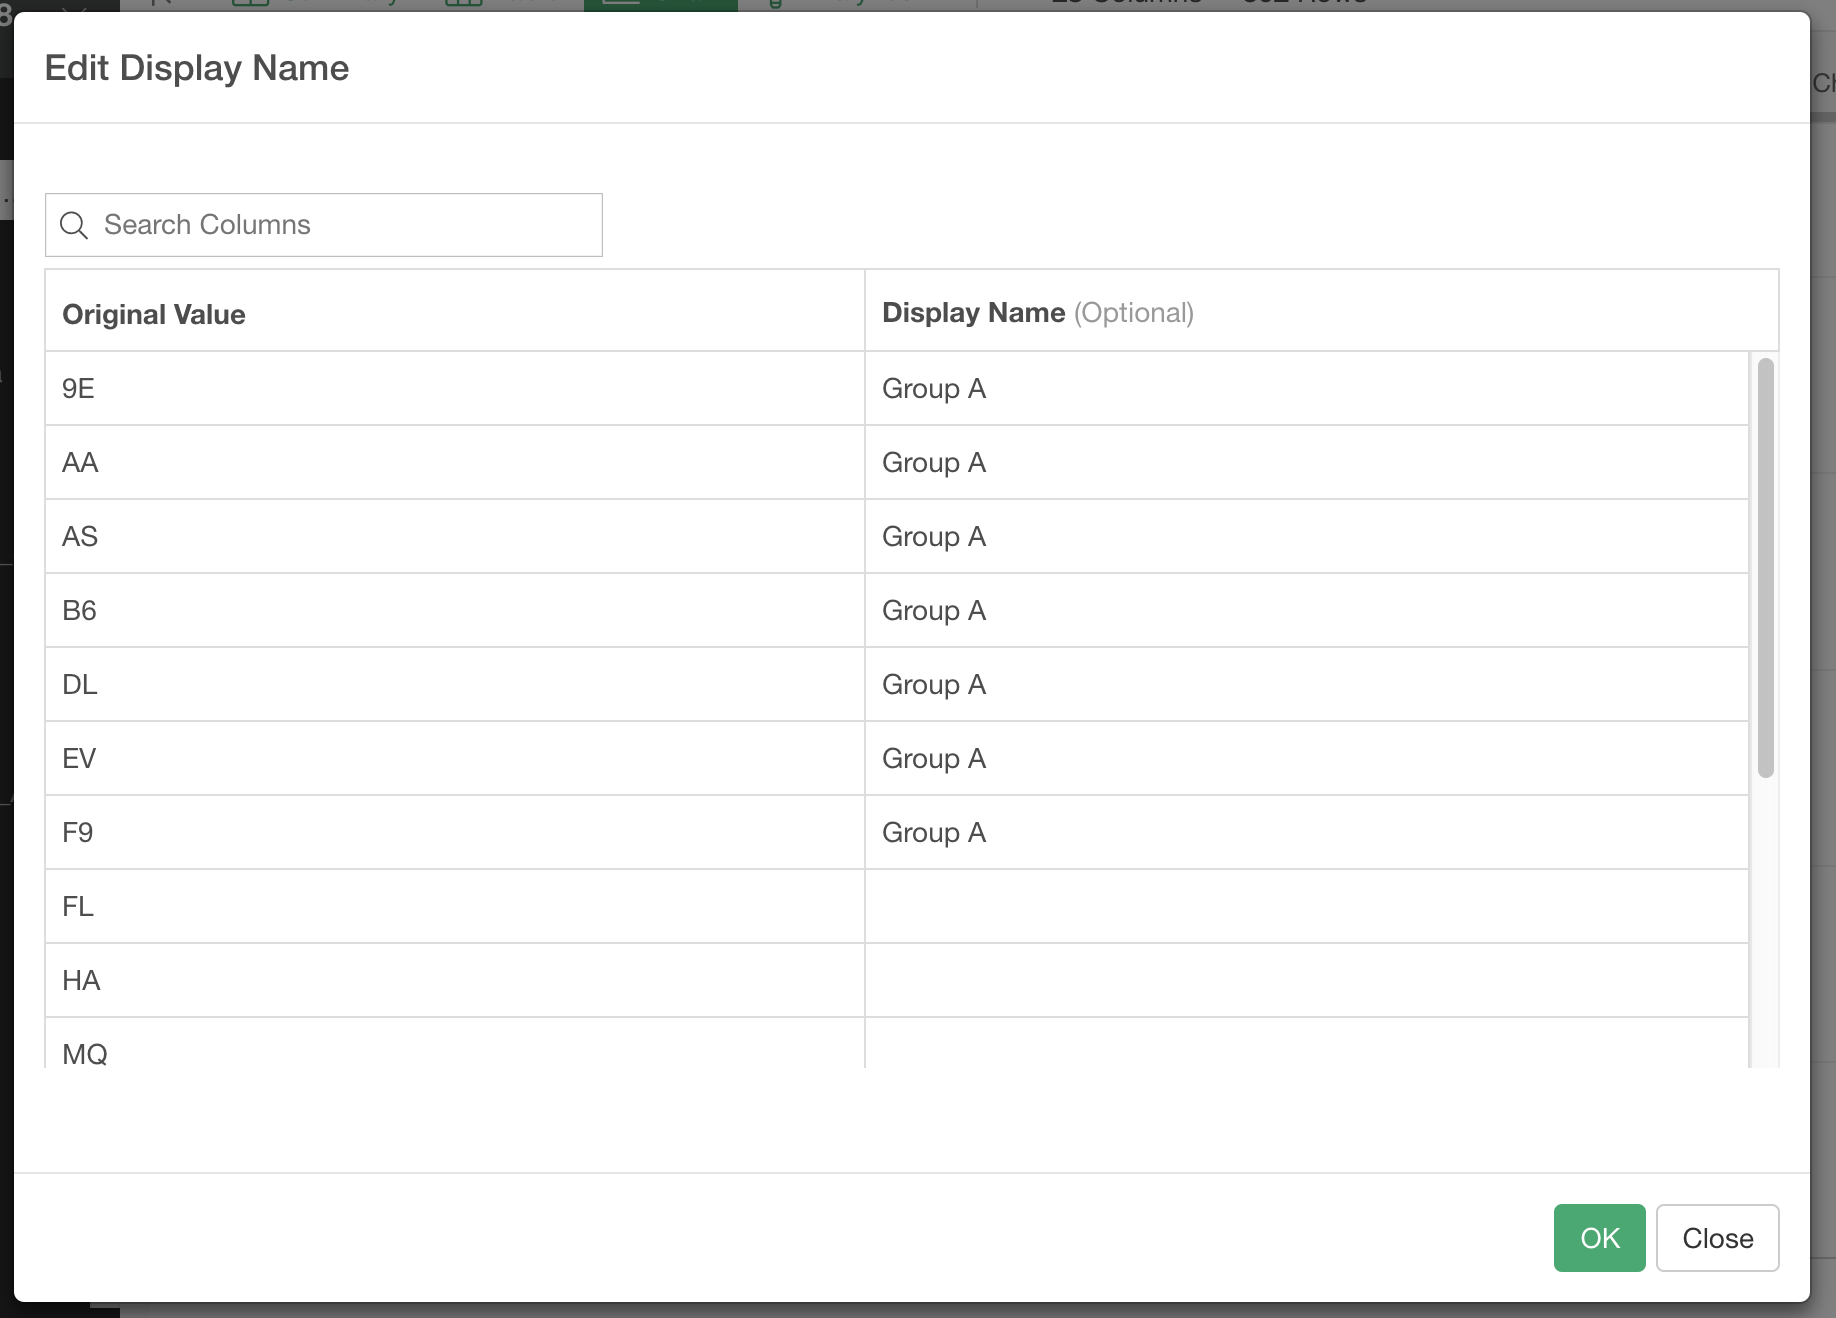 Edit Display Name
Search Columns
Original Value
Display Name (Optional)
9E
Group A
AA
Group A
AS
Group A
B6
Group A
DL
Group A
EV
Group A
F9
Group A
FL
HA
MQ
OK
Close